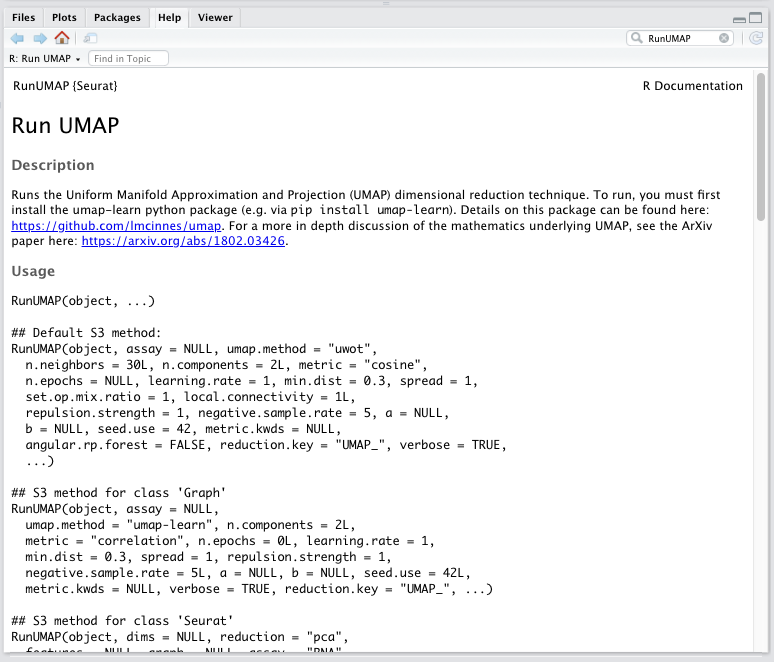 Files Plots Packages Help Viewer
RunUMAP
R: Run UMAP Find in Topic
RunUMAP {Seurat} R Documentation
Run UMAP
Description
Runs the Uniform Manifold Approximation and Projection (UMAP) dimensional reduction technique. To run, you must first
install the umap-learn python package (e.g. via pip install umap-learn). Details on this package can be found here:
https://github.com/lmcinnes/umap. For a more in depth discussion of the mathematics underlying UMAP, see the ArXiv
paper here: https://arxiv.org/abs/1802.03426.
Usage
RunUMAP(object, ...)
## Default S3 method:
RunUMAP(object, assay = NULL, umap.method = "uwot",
n.neighbors = 30L, n.components = 2L, metric = "cosine",
n.epochs = NULL, learning.rate = 1, min.dist = 0.3, spread = 1,
set.op.mix.ratio = 1, local.connectivity = 1L,
repulsion.strength = 1, negative.sample.rate = 5, a = NULL,
b = NULL, seed.use = 42, metric.kwds = NULL,
angular.rp.forest = FALSE, reduction.key = "UMAP_", verbose = TRUE,
...)
## S3 method for class 'Graph'
RunUMAP(object, assay = NULL,
umap.method = "umap-learn", n.components = 2L,
metric = "correlation", n.epochs = 0L, learning.rate = 1,
min.dist = 0.3, spread = 1, repulsion.strength = 1,
negative.sample.rate = 5L, a = NULL, b = NULL, seed.use = 42L,
metric.kwds = NULL, verbose = TRUE, reduction.key = "UMAP_", ...)
## S3 method for class 'Seurat'
RunUMAP(object, dims = NULL, reduction = "pca",
features = NULL, graph = NULL, assay = "RNA",